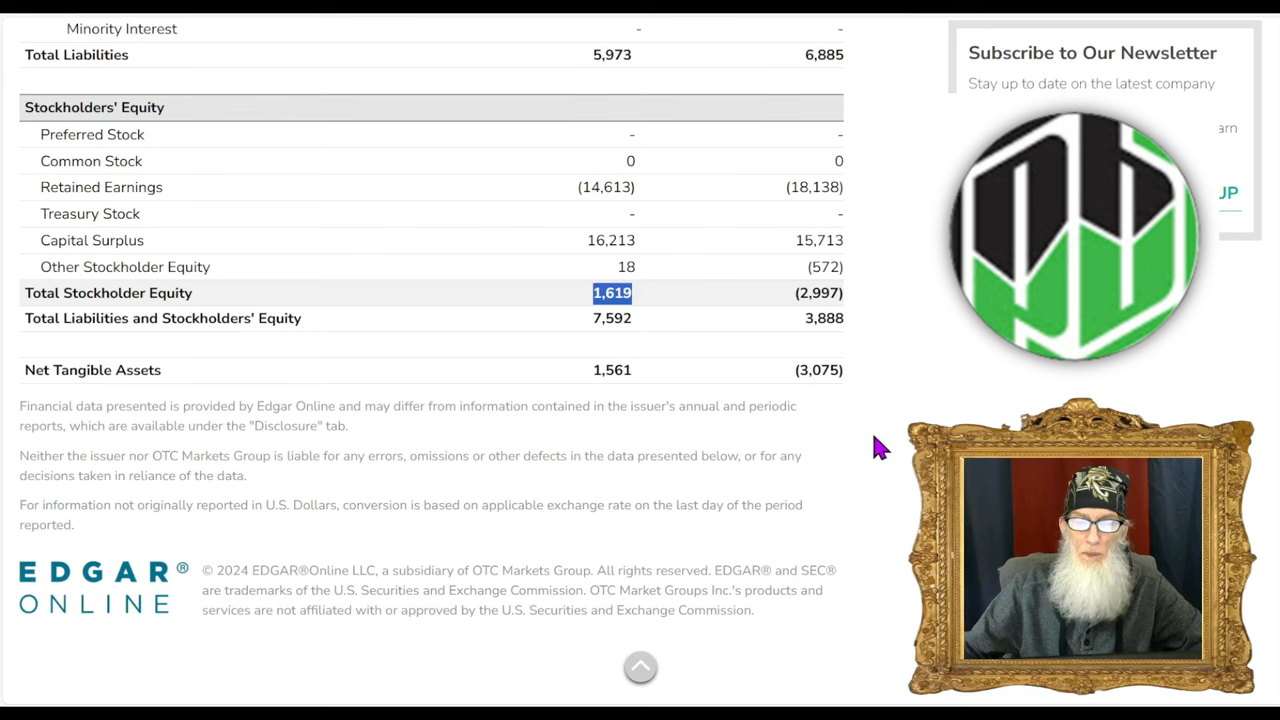 Minority Interest - -
Total Liabilities 5,973 6,885
Stockholders' Equity
Preferred Stock - -
Common Stock 0 0
Retained Earnings (14,613) (18,138)
Treasury Stock - -
Capital Surplus 16,213 15,713
Other Stockholder Equity 18 (572)
Total Stockholder Equity 1,619 (2,997)
Total Liabilities and Stockholders' Equity 7,592 3,888
Net Tangible Assets 1,561 (3,075)
Financial data presented is provided by Edgar Online and may differ from information contained in the issuer's annual and periodic
reports, which are available under the "Disclosure" tab.
Neither the issuer nor OTC Markets Group is liable for any errors, omissions or other defects in the data presented below, or for any
decisions taken in reliance of the data.
For information not originally reported in U.S. Dollars, conversion is based on applicable exchange rate on the last day of the period
reported.
EDGAR®
ONLINE
© 2024 EDGAR®Online LLC, a subsidiary of OTC Markets Group. All rights reserved. EDGAR® and SEC®
are trademarks of the U.S. Securities and Exchange Commission. OTC Market Groups Inc.'s products and
services are not affiliated with or approved by the U.S. Securities and Exchange Commission.
Subscribe to Our Newsletter
Stay up to date on the latest company
arn
UP